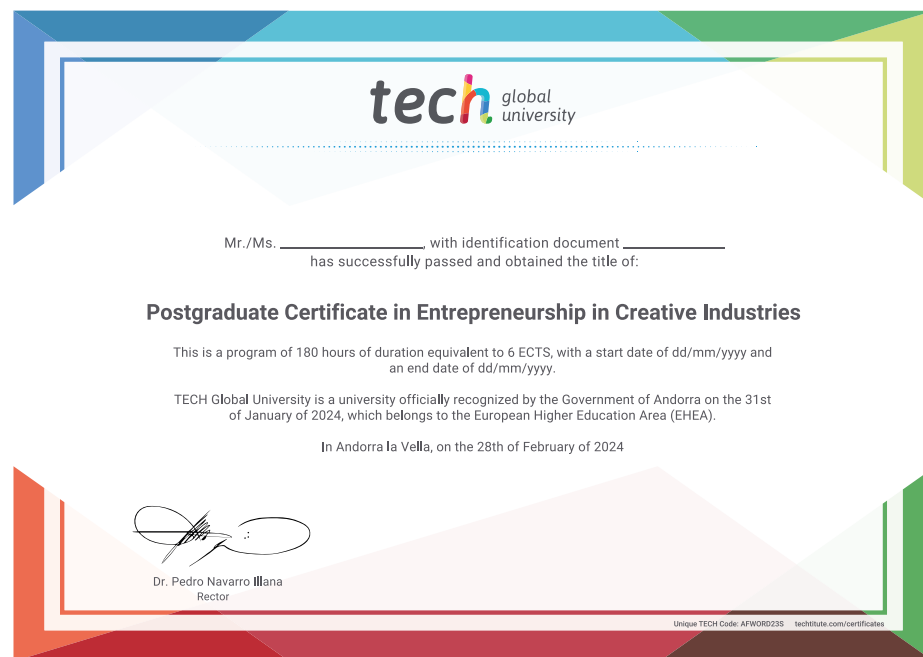 tech global
university
Mr./Ms. ____________, with identification document ____________
has successfully passed and obtained the title of:
Postgraduate Certificate in Entrepreneurship in Creative Industries
This is a program of 180 hours of duration equivalent to 6 ECTS, with a start date of dd/mm/yyyy and
an end date of dd/mm/yyyy.
TECH Global University is a university officially recognized by the Government of Andorra on the 31st
of January of 2024, which belongs to the European Higher Education Area (EHEA).
In Andorra la Vella, on the 28th of February of 2024
Dr. Pedro Navarro Illana
Rector
Unique TECH Code: AFWORD23S techtitute.com/certificates